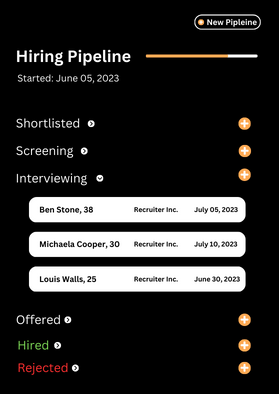 New Pipleine
Hiring Pipeline
Started: June 05, 2023
Shortlisted
Screening
Interviewing
Ben Stone, 38 Recruiter Inc. July 05, 2023
Michaela Cooper, 30 Recruiter Inc. July 10, 2023
Louis Walls, 25 Recruiter Inc. June 30, 2023
Offered
Hired
Rejected